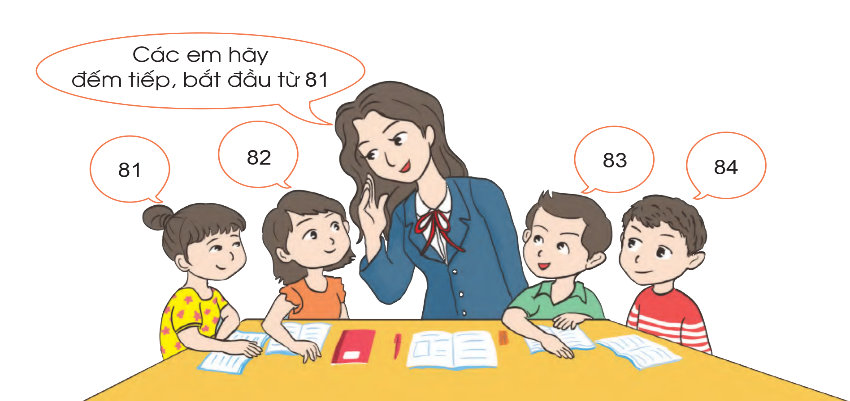 Các em hãy
đếm tiếp, bắt đầu từ 81
81
82
83
84